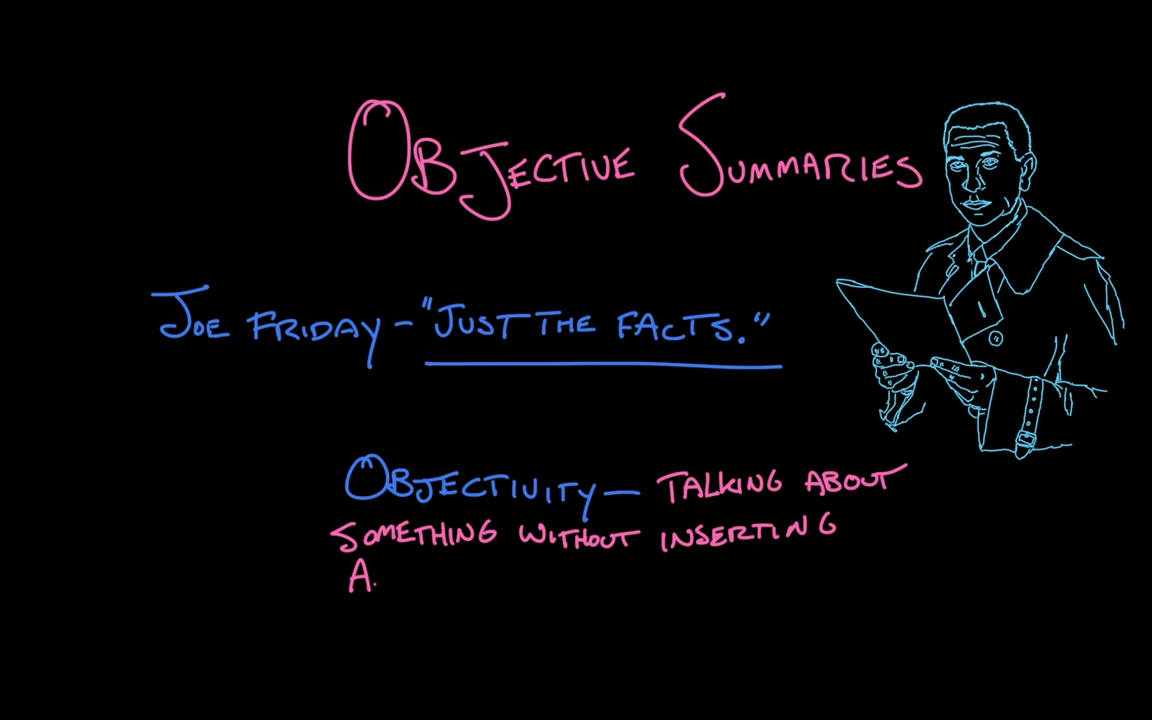 OBJECTIVE SUMMARIES
JOE FRIDAY - "JUST THE FACTS."
OBJECTIVITY - TALKING ABOUT
SOMETHING WITHOUT INSERTING
A